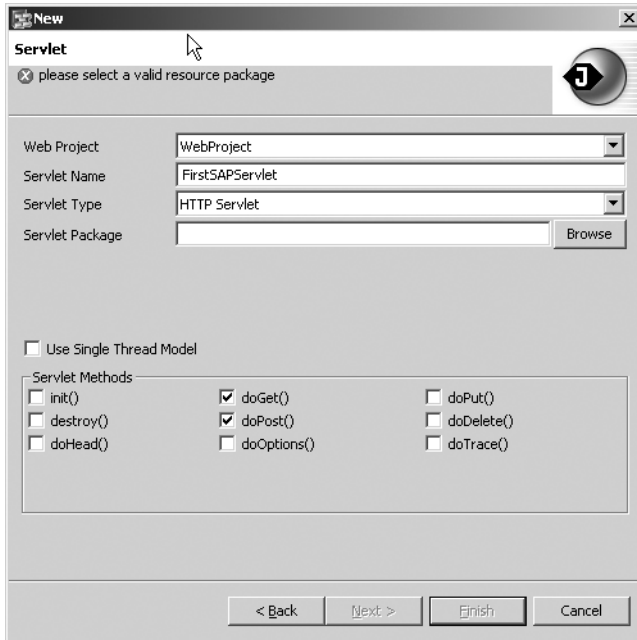 New
Servlet
please select a valid resource package
J
Web Project WebProject
Servlet Name FirstSAPServlet
Servlet Type HTTP Servlet
Servlet Package Browse
Use Single Thread Model
Servlet Methods
init() doGet() doPut()
destroy() doPost() doDelete()
doHead() doOptions() doTrace()
< Back Next > Finish Cancel